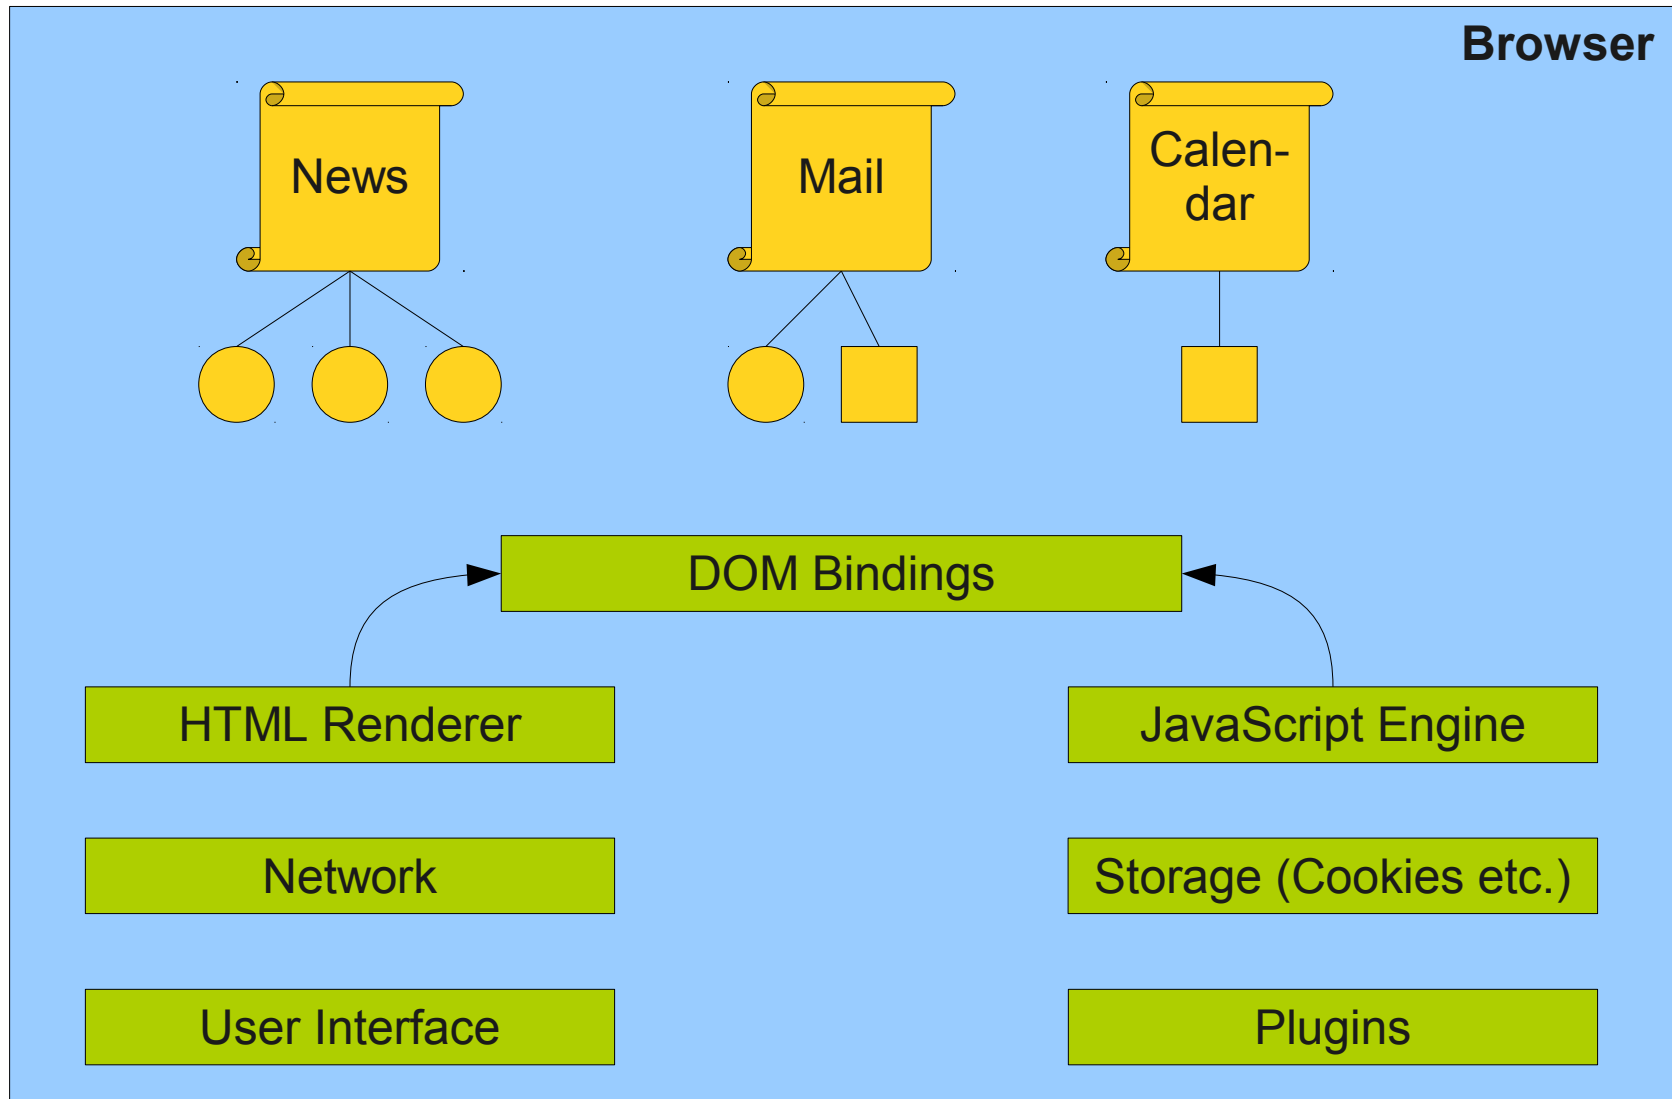 Browser
News
Mail
Calen-
dar
DOM Bindings
HTML Renderer
JavaScript Engine
Network
Storage (Cookies etc.)
User Interface
Plugins